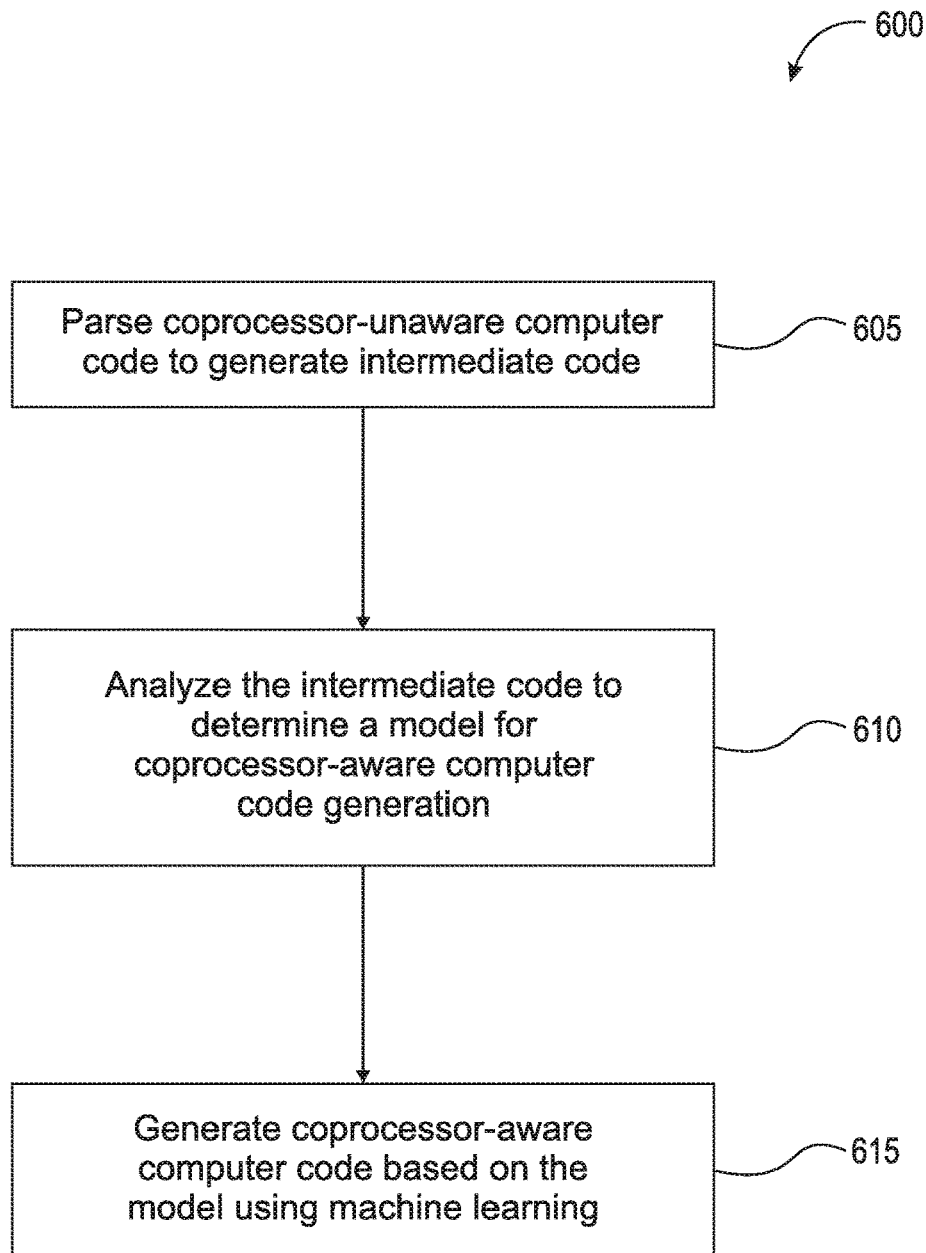 600
Parse coprocessor-unaware computer
code to generate intermediate code
605
Analyze the intermediate code to
determine a model for
coprocessor-aware computer
code generation
610
Generate coprocessor-aware
computer code based on the
model using machine learning
615